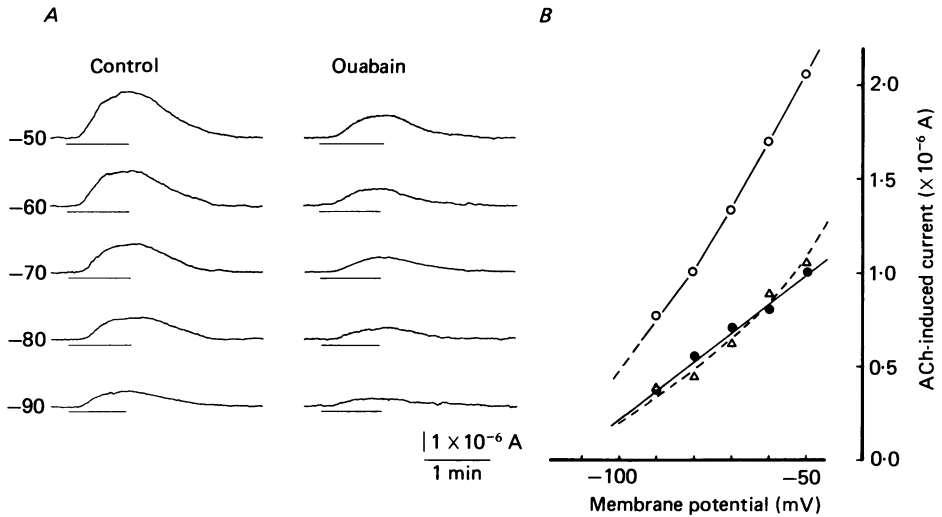 A
Control
Ouabain
−50
−60
−70
−80
−90
1 × 10⁻⁶ A
1 min
B
2·0
1·5
1·0
0·5
0·0
ACh-induced current (× 10⁻⁶ A)
−100
−50
Membrane potential (mV)